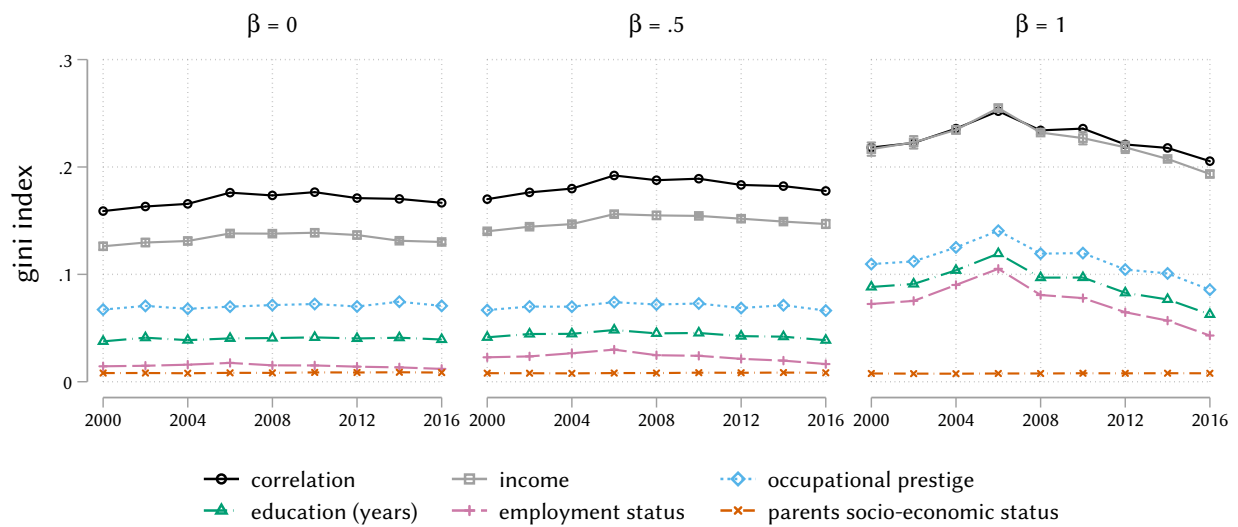 β = 0
β = .5
β = 1
gini index
.3
.2
.1
0
2000 2004 2008 2012 2016
2000 2004 2008 2012 2016
2000 2004 2008 2012 2016
correlation income occupational prestige
education (years) employment status parents socio-economic status